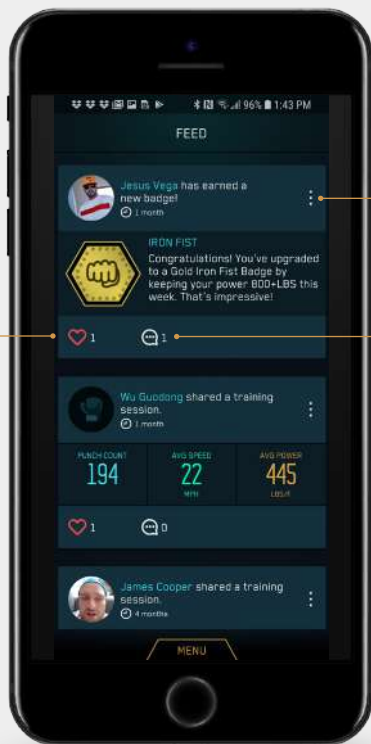 96% 1:43 PM
FEED
Jesus Vega has earned a
new badge!
1 month
IRON FIST
Congratulations! You've upgraded
to a Gold Iron Fist Badge by
keeping your power 800+LBS this
week. That's impressive!
1
1
Wu Guodong shared a training
session.
1 month
PUNCH COUNT
194
AVG SPEED
22
MPH
AVG POWER
445
LBS/F
1
0
James Cooper shared a training
session.
4 months
MENU